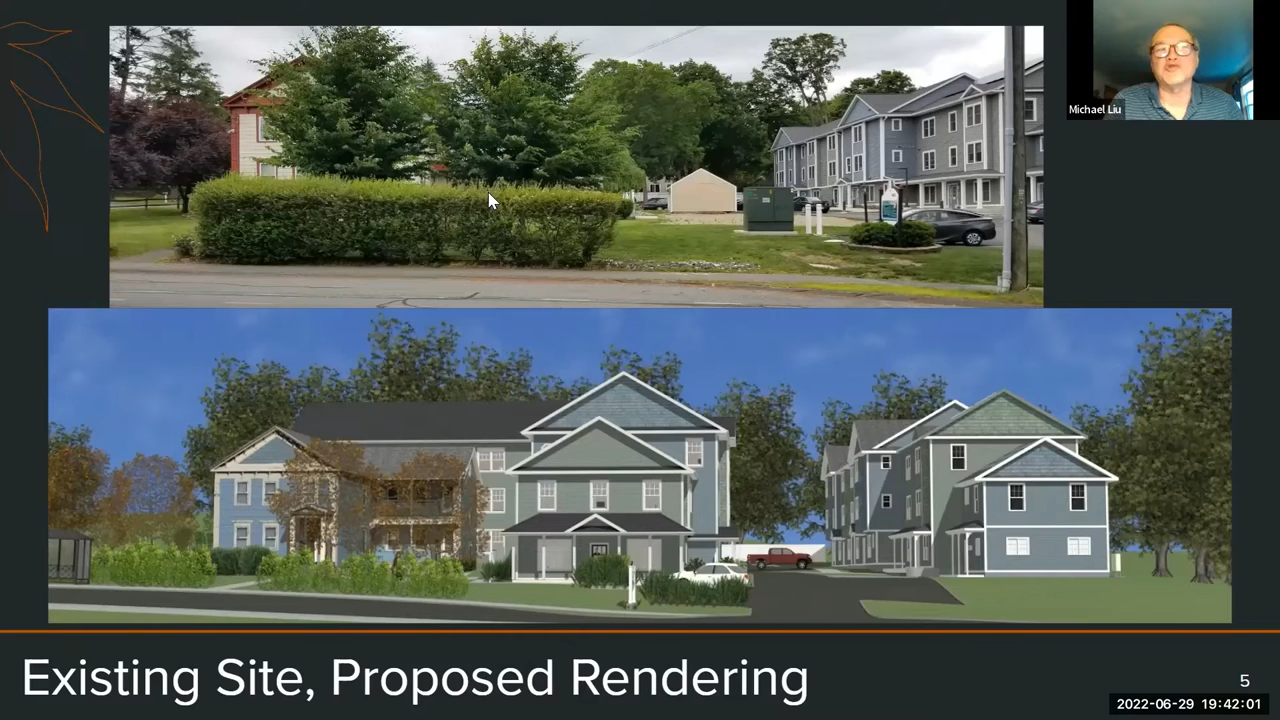 Michael Liu
Existing Site, Proposed Rendering
5
2022-06-29 19:42:01